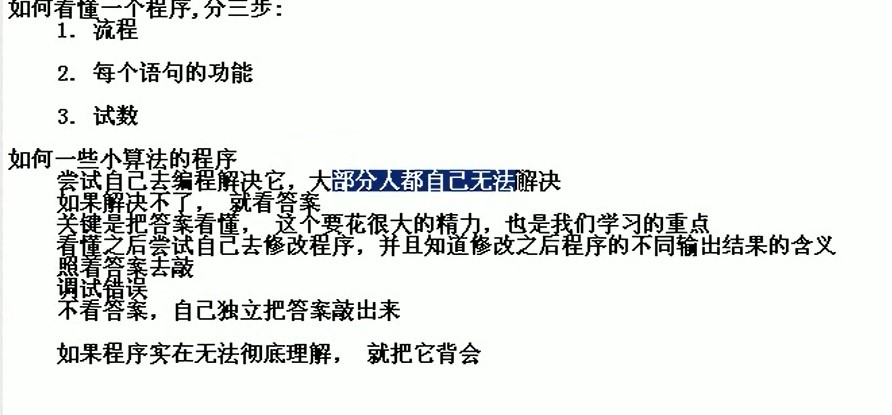 如何看懂一个程序,分三步:
1. 流程
2. 每个语句的功能
3. 试数
如何一些小算法的程序
尝试自己去编程解决它，大部分人都自己无法解决
如果解决不了， 就看答案
关键是把答案看懂， 这个要花很大的精力，也是我们学习的重点
看懂之后尝试自己去修改程序，并且知道修改之后程序的不同输出结果的含义
照着答案去敲
调试错误
不看答案，自己独立把答案敲出来
如果程序实在无法彻底理解， 就把它背会